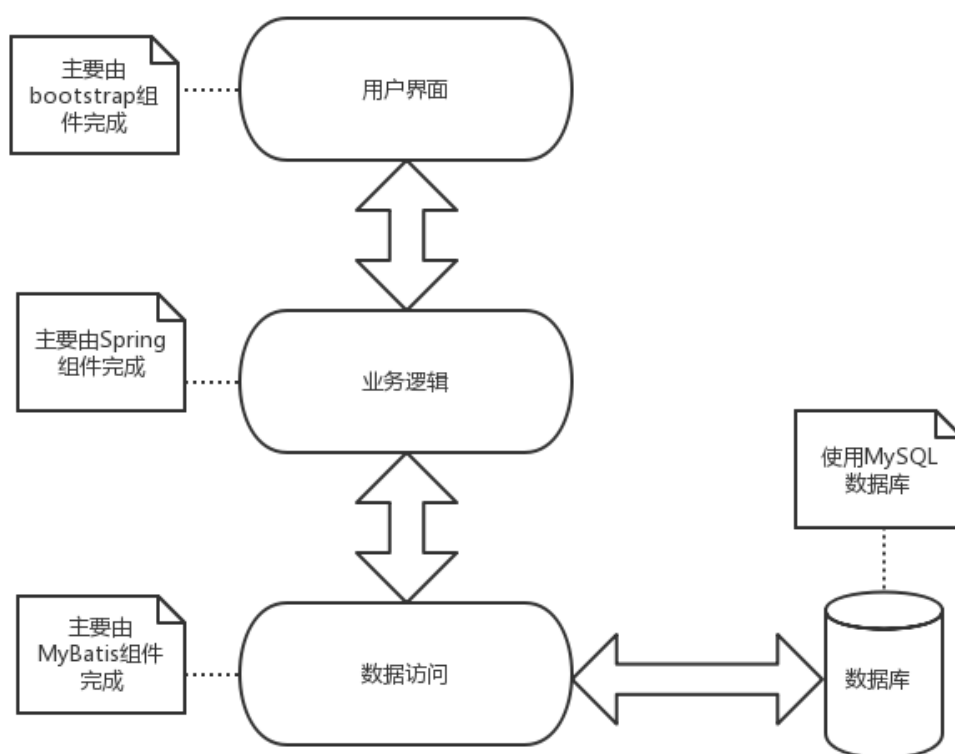 主要由
bootstrap组
件完成
用户界面
主要由Spring
组件完成
业务逻辑
使用MySQL
数据库
主要由
MyBatis组件
完成
数据访问
数据库